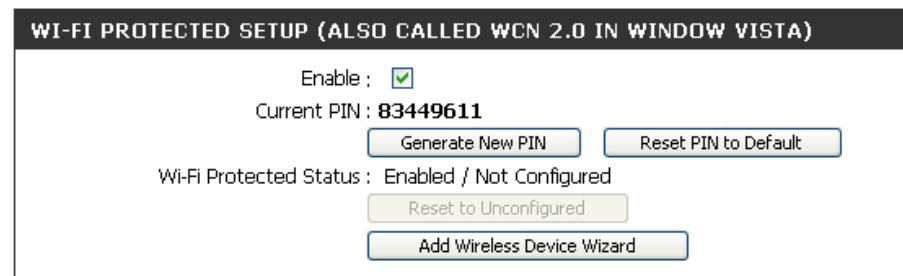 WI-FI PROTECTED SETUP (ALSO CALLED WCN 2.0 IN WINDOW VISTA)
Enable :
Current PIN : 83449611
Generate New PIN Reset PIN to Default
Wi-Fi Protected Status : Enabled / Not Configured
Reset to Unconfigured
Add Wireless Device Wizard